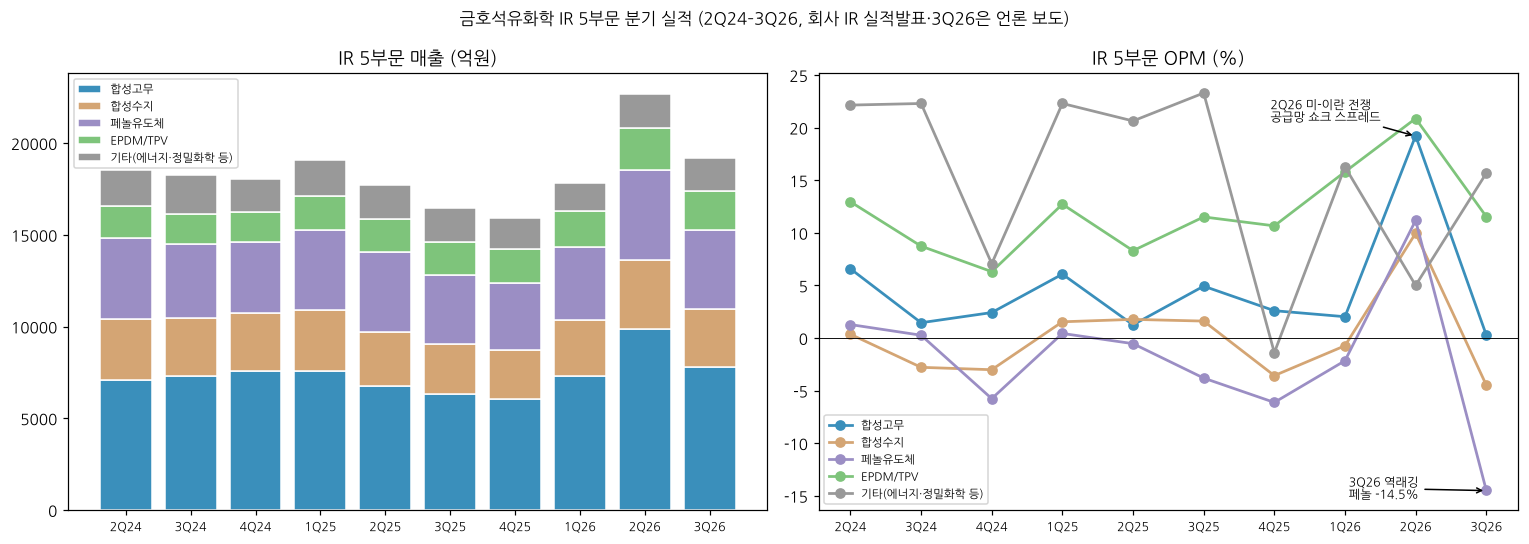 금호석유화학 IR 5부문 분기 실적 (2Q24-3Q26, 회사 IR 실적발표·3Q26은 언론 보도)
IR 5부문 매출 (억원)
합성고무
합성수지
페놀유도체
EPDM/TPV
기타(에너지·정밀화학 등)
20000
15000
10000
5000
0
2Q24 3Q24 4Q24 1Q25 2Q25 3Q25 4Q25 1Q26 2Q26 3Q26
IR 5부문 OPM (%)
25
20
15
10
5
0
-5
-10
-15
2Q26 미-이란 전쟁
공급망 쇼크 스프레드
3Q26 역래깅
페놀 -14.5%
합성고무
합성수지
페놀유도체
EPDM/TPV
기타(에너지·정밀화학 등)
2Q24 3Q24 4Q24 1Q25 2Q25 3Q25 4Q25 1Q26 2Q26 3Q26